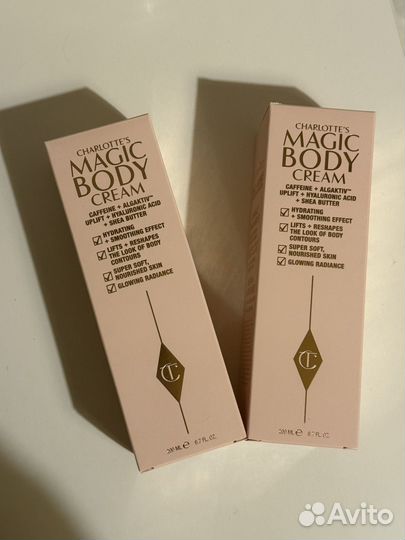 CHARLOTTE'S
MAGIC
BODY
CREAM
CAFFEINE + ALGAKTIV™
UPLIFT + HYALURONIC ACID
+ SHEA BUTTER
HYDRATING
+ SMOOTHING EFFECT
LIFTS + RESHAPES
THE LOOK OF BODY
CONTOURS
SUPER SOFT,
NOURISHED SKIN
GLOWING RADIANCE
CT
200 ML ℮ 6.7 FL. OZ.
CHARLOTTE'S
MAGIC
BODY
CREAM
CAFFEINE + ALGAKTIV™
UPLIFT + HYALURONIC ACID
+ SHEA BUTTER
HYDRATING
+ SMOOTHING EFFECT
LIFTS + RESHAPES
THE LOOK OF BODY
CONTOURS
SUPER SOFT,
NOURISHED SKIN
GLOWING RADIANCE
CT
200 ML ℮ 6.7 FL. OZ.
Avito